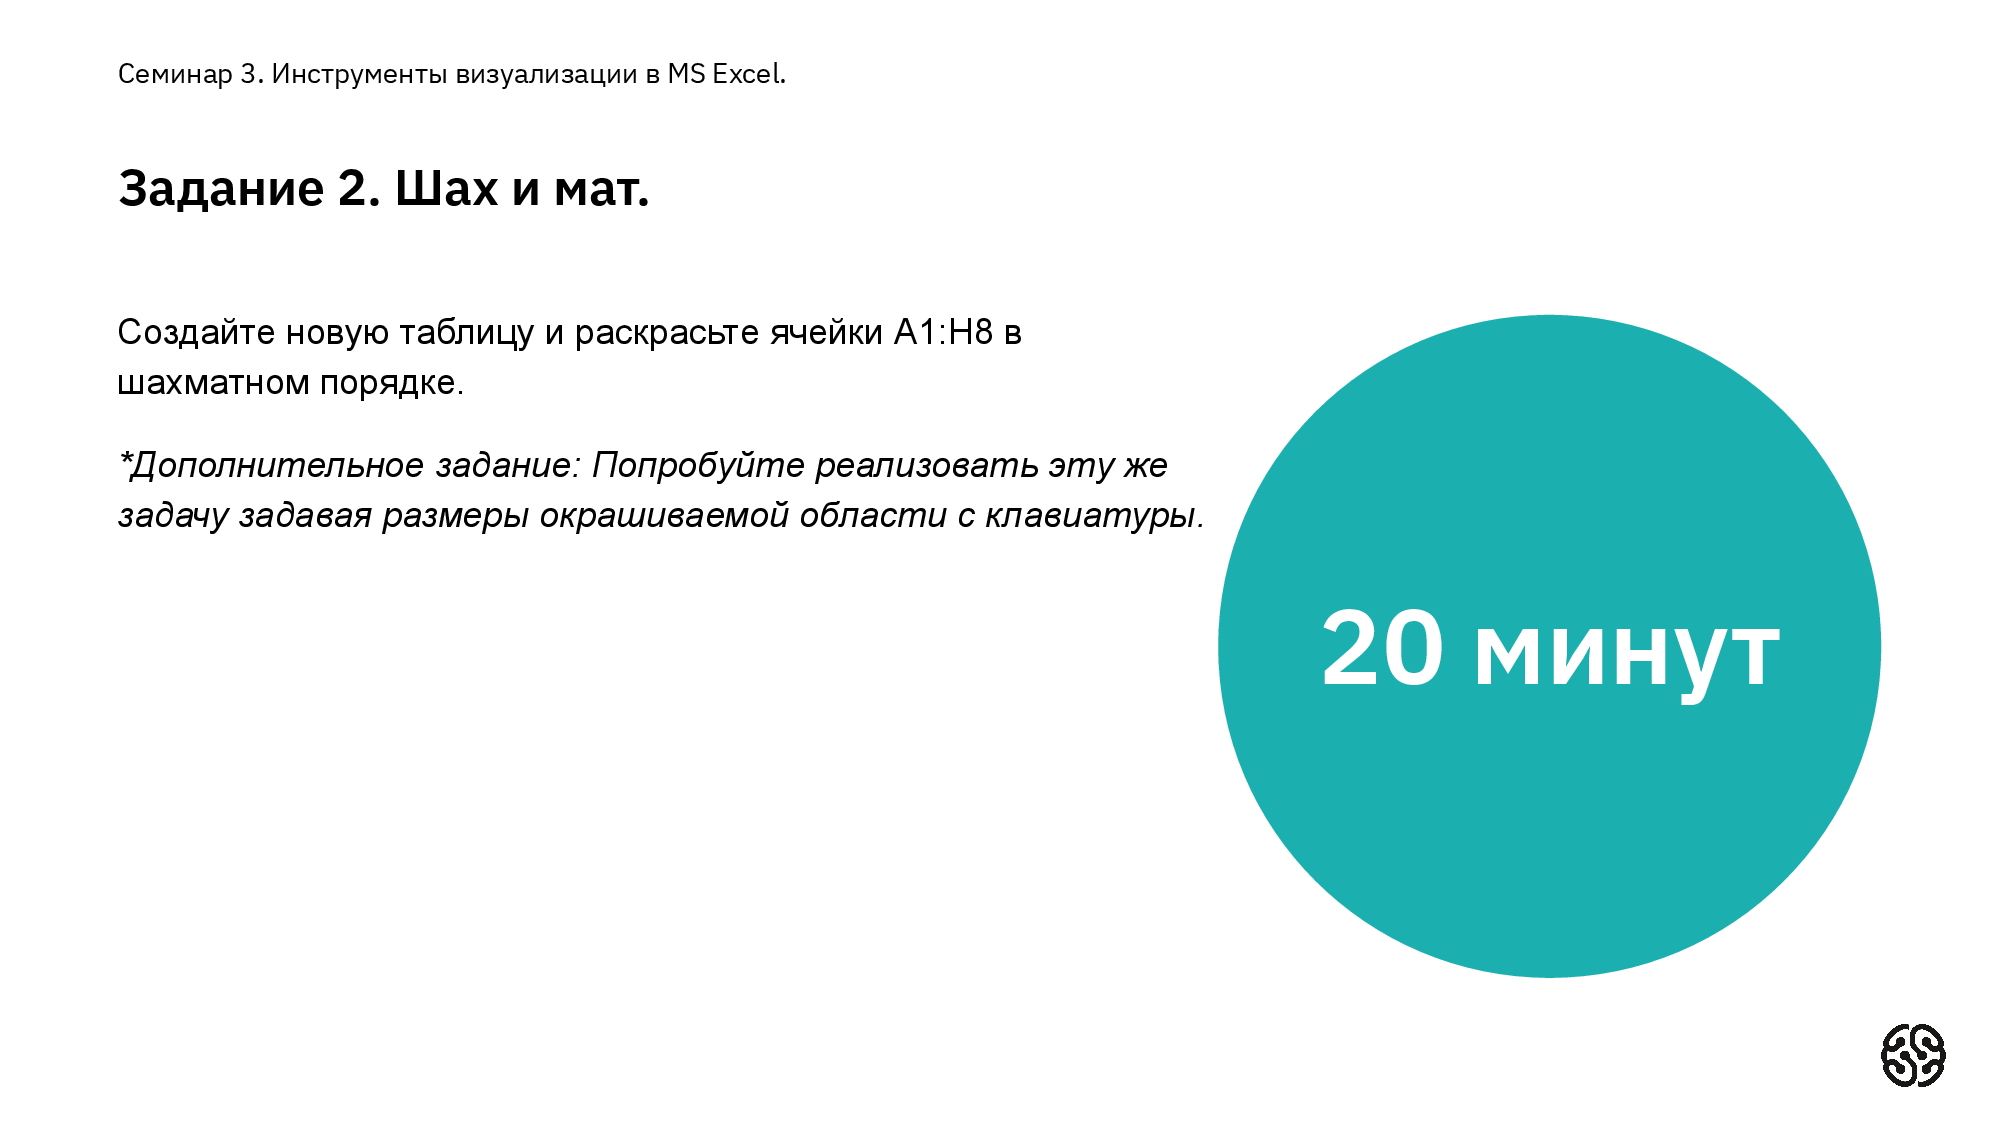 Семинар 3. Инструменты визуализации в MS Excel.
Задание 2. Шах и мат.
Создайте новую таблицу и раскрасьте ячейки A1:H8 в
шахматном порядке.
*Дополнительное задание: Попробуйте реализовать эту же
задачу задавая размеры окрашиваемой области с клавиатуры.
20 минут